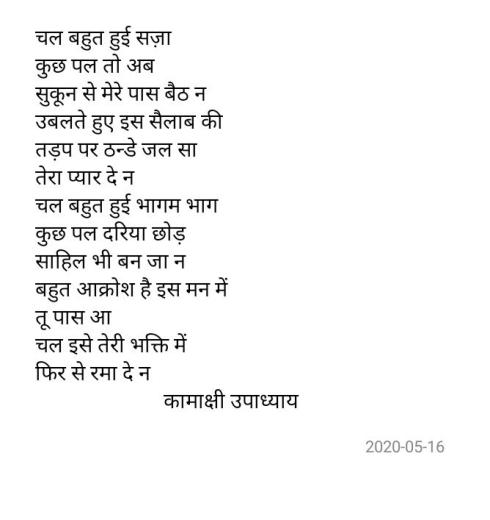 चल बहुत हुई सज़ा
कुछ पल तो अब
सुकून से मेरे पास बैठ न
उबलते हुए इस सैलाब की
तड़प पर ठन्डे जल सा
तेरा प्यार दे न
चल बहुत हुई भागम भाग
कुछ पल दरिया छोड़
साहिल भी बन जा न
बहुत आक्रोश है इस मन में
तू पास आ
चल इसे तेरी भक्ति में
फिर से रमा दे न
कामाक्षी उपाध्याय
2020-05-16